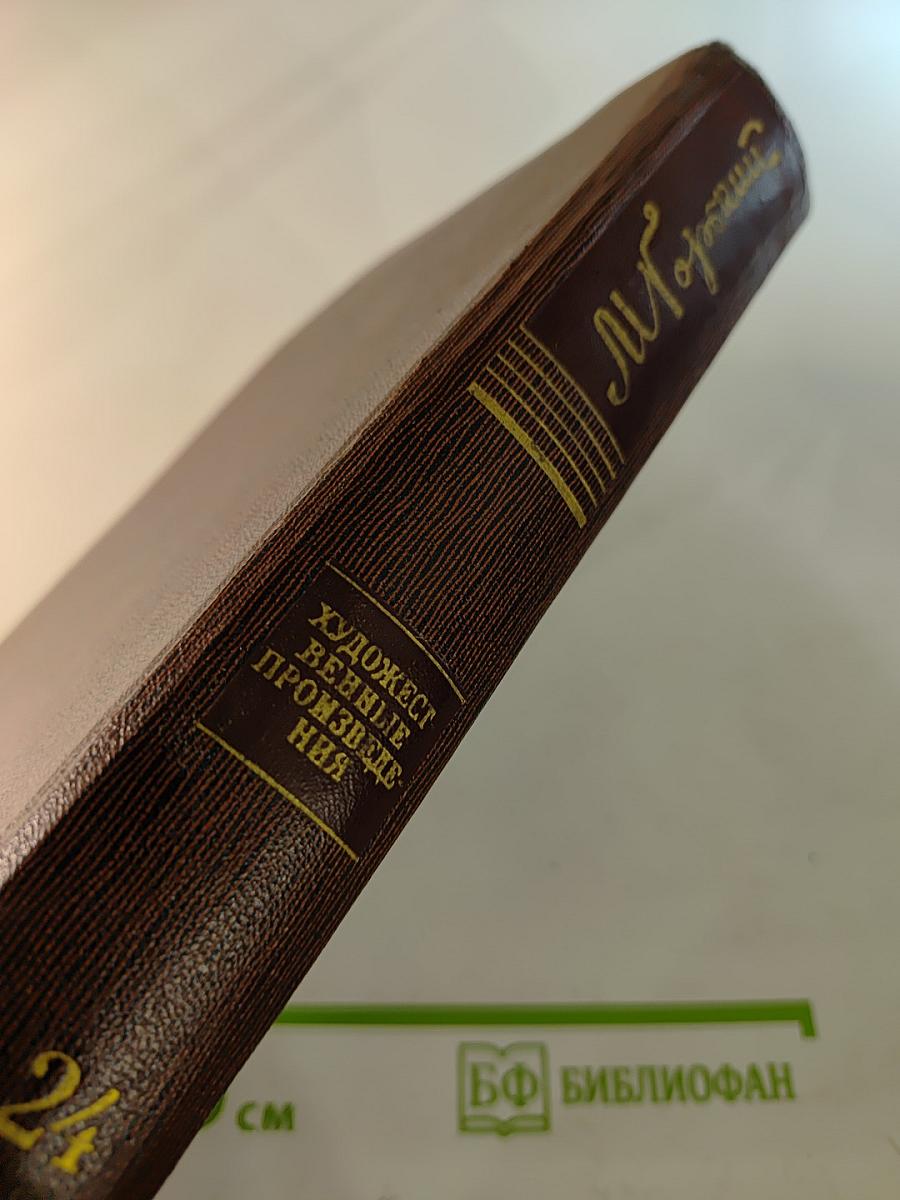 М Горький
ХУДОЖЕСТ
ВЕННЫЕ
ПРОИЗВЕДЕ-
НИЯ
24
см
БФ БИБЛИОФАН